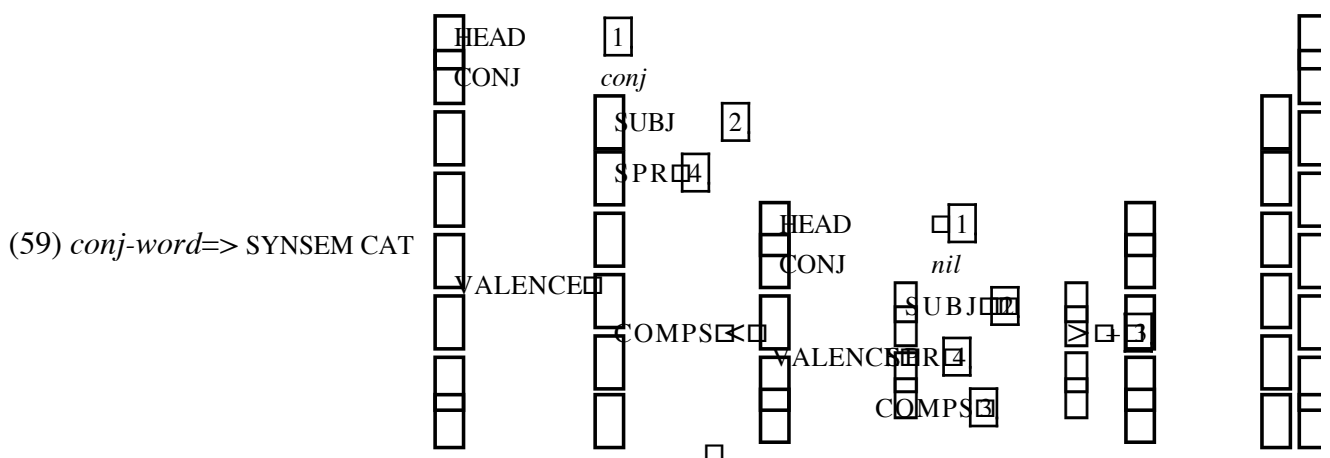 HEAD 1
CONJ conj
SUBJ 2
SPR 4
HEAD 1
(59) conj-word=> SYNSEM CAT
CONJ nil
VALENCE
SUBJ 2
COMPS < > + 3
VALENCE SPR 4
COMPS 3